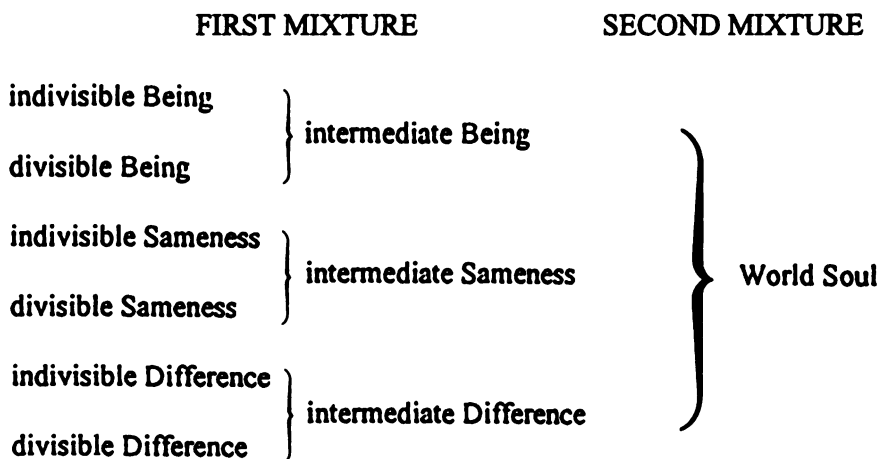 FIRST MIXTURE SECOND MIXTURE
indivisible Being
intermediate Being
divisible Being
indivisible Sameness
intermediate Sameness World Soul
divisible Sameness
indivisible Difference
intermediate Difference
divisible Difference